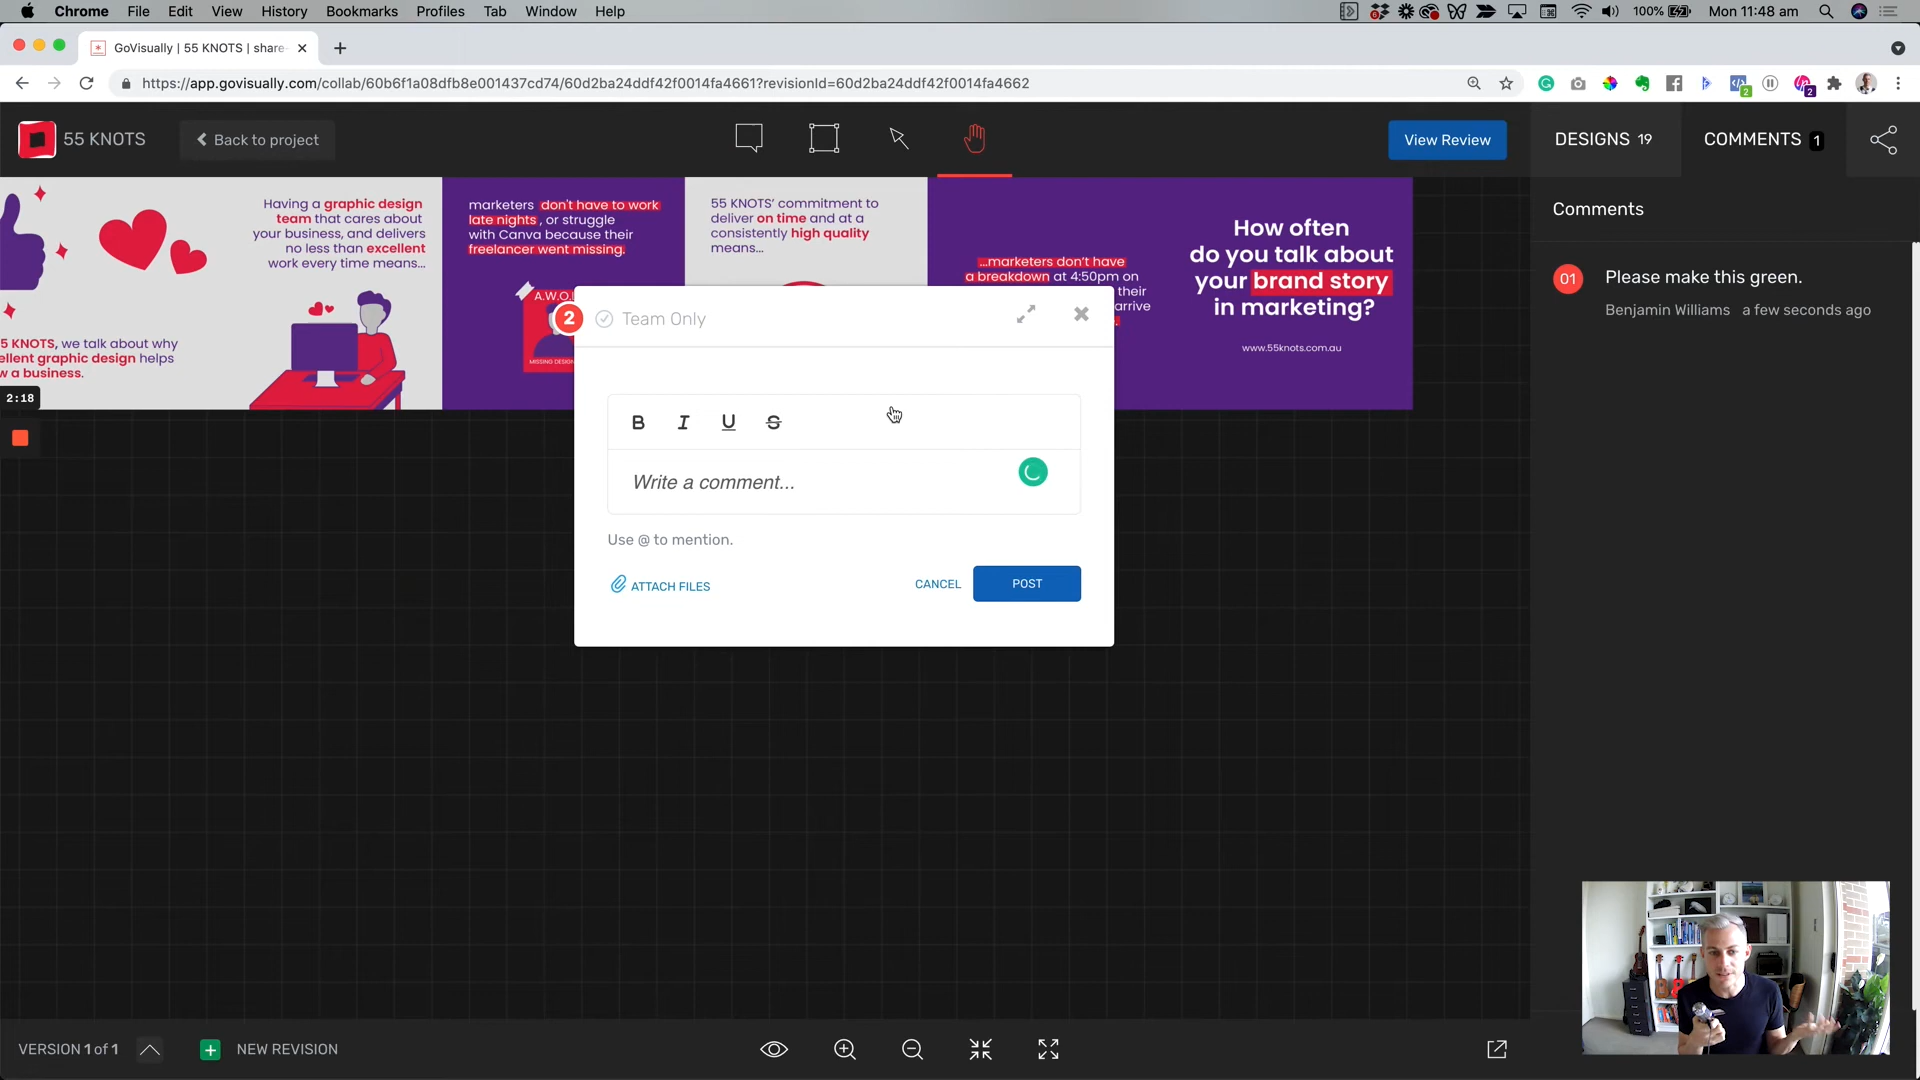 Chrome File Edit View History Bookmarks Profiles Tab Window Help
100% Mon 11:48 am
GoVisually | 55 KNOTS | share-
https://app.govisually.com/collab/60b6f1a08dfb8e001437cd74/60d2ba24ddf42f0014fa4661?revisionId=60d2ba24ddf42f0014fa4662
2
2
55 KNOTS
Back to project
View Review
DESIGNS 19
COMMENTS 1
Having a graphic design
team that cares about
your business, and delivers
no less than excellent
work every time means...
5 KNOTS, we talk about why
ellent graphic design helps
w a business.
marketers don't have to work
late nights, or struggle
with Canva because their
freelancer went missing.
A.W.O.
MISSING DESIGN
55 KNOTS' commitment to
deliver on time and at a
consistently high quality
means...
...marketers don't have
a breakdown at 4:50pm on
their
arrive
How often
do you talk about
your brand story
in marketing?
www.55knots.com.au
2:18
2 Team Only
B I U S
Write a comment...
Use @ to mention.
ATTACH FILES
CANCEL
POST
Comments
01 Please make this green.
Benjamin Williams a few seconds ago
VERSION 1 of 1
NEW REVISION